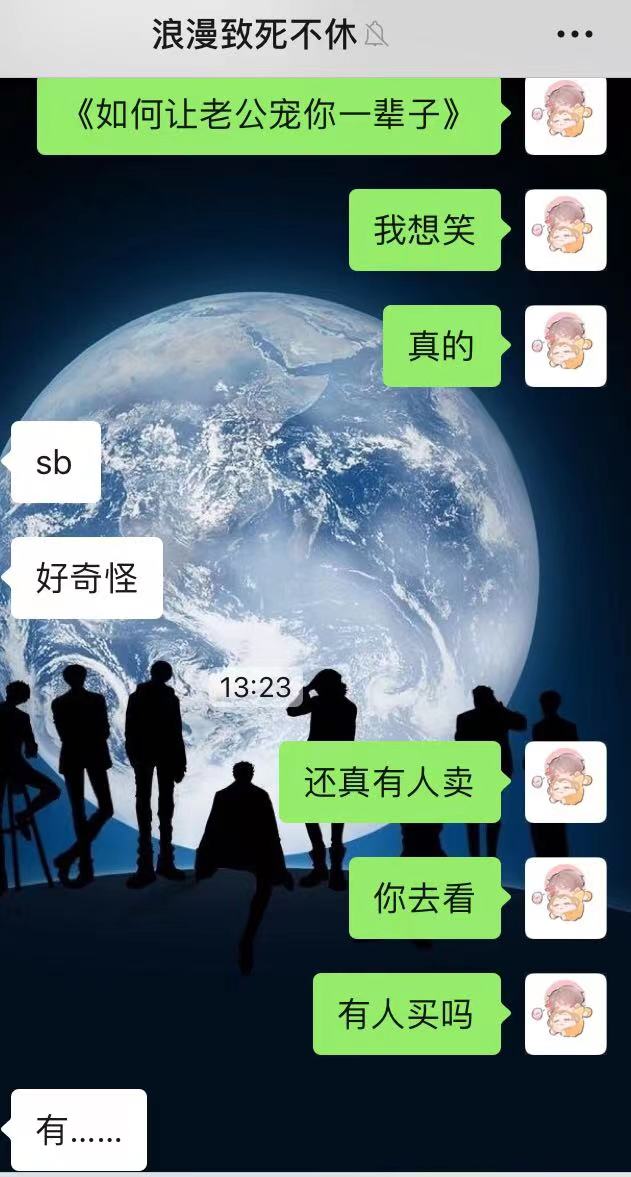 浪漫致死不休
《如何让老公宠你一辈子》
我想笑
真的
sb
好奇怪
13:23
还真有人卖
你去看
有人买吗
有……